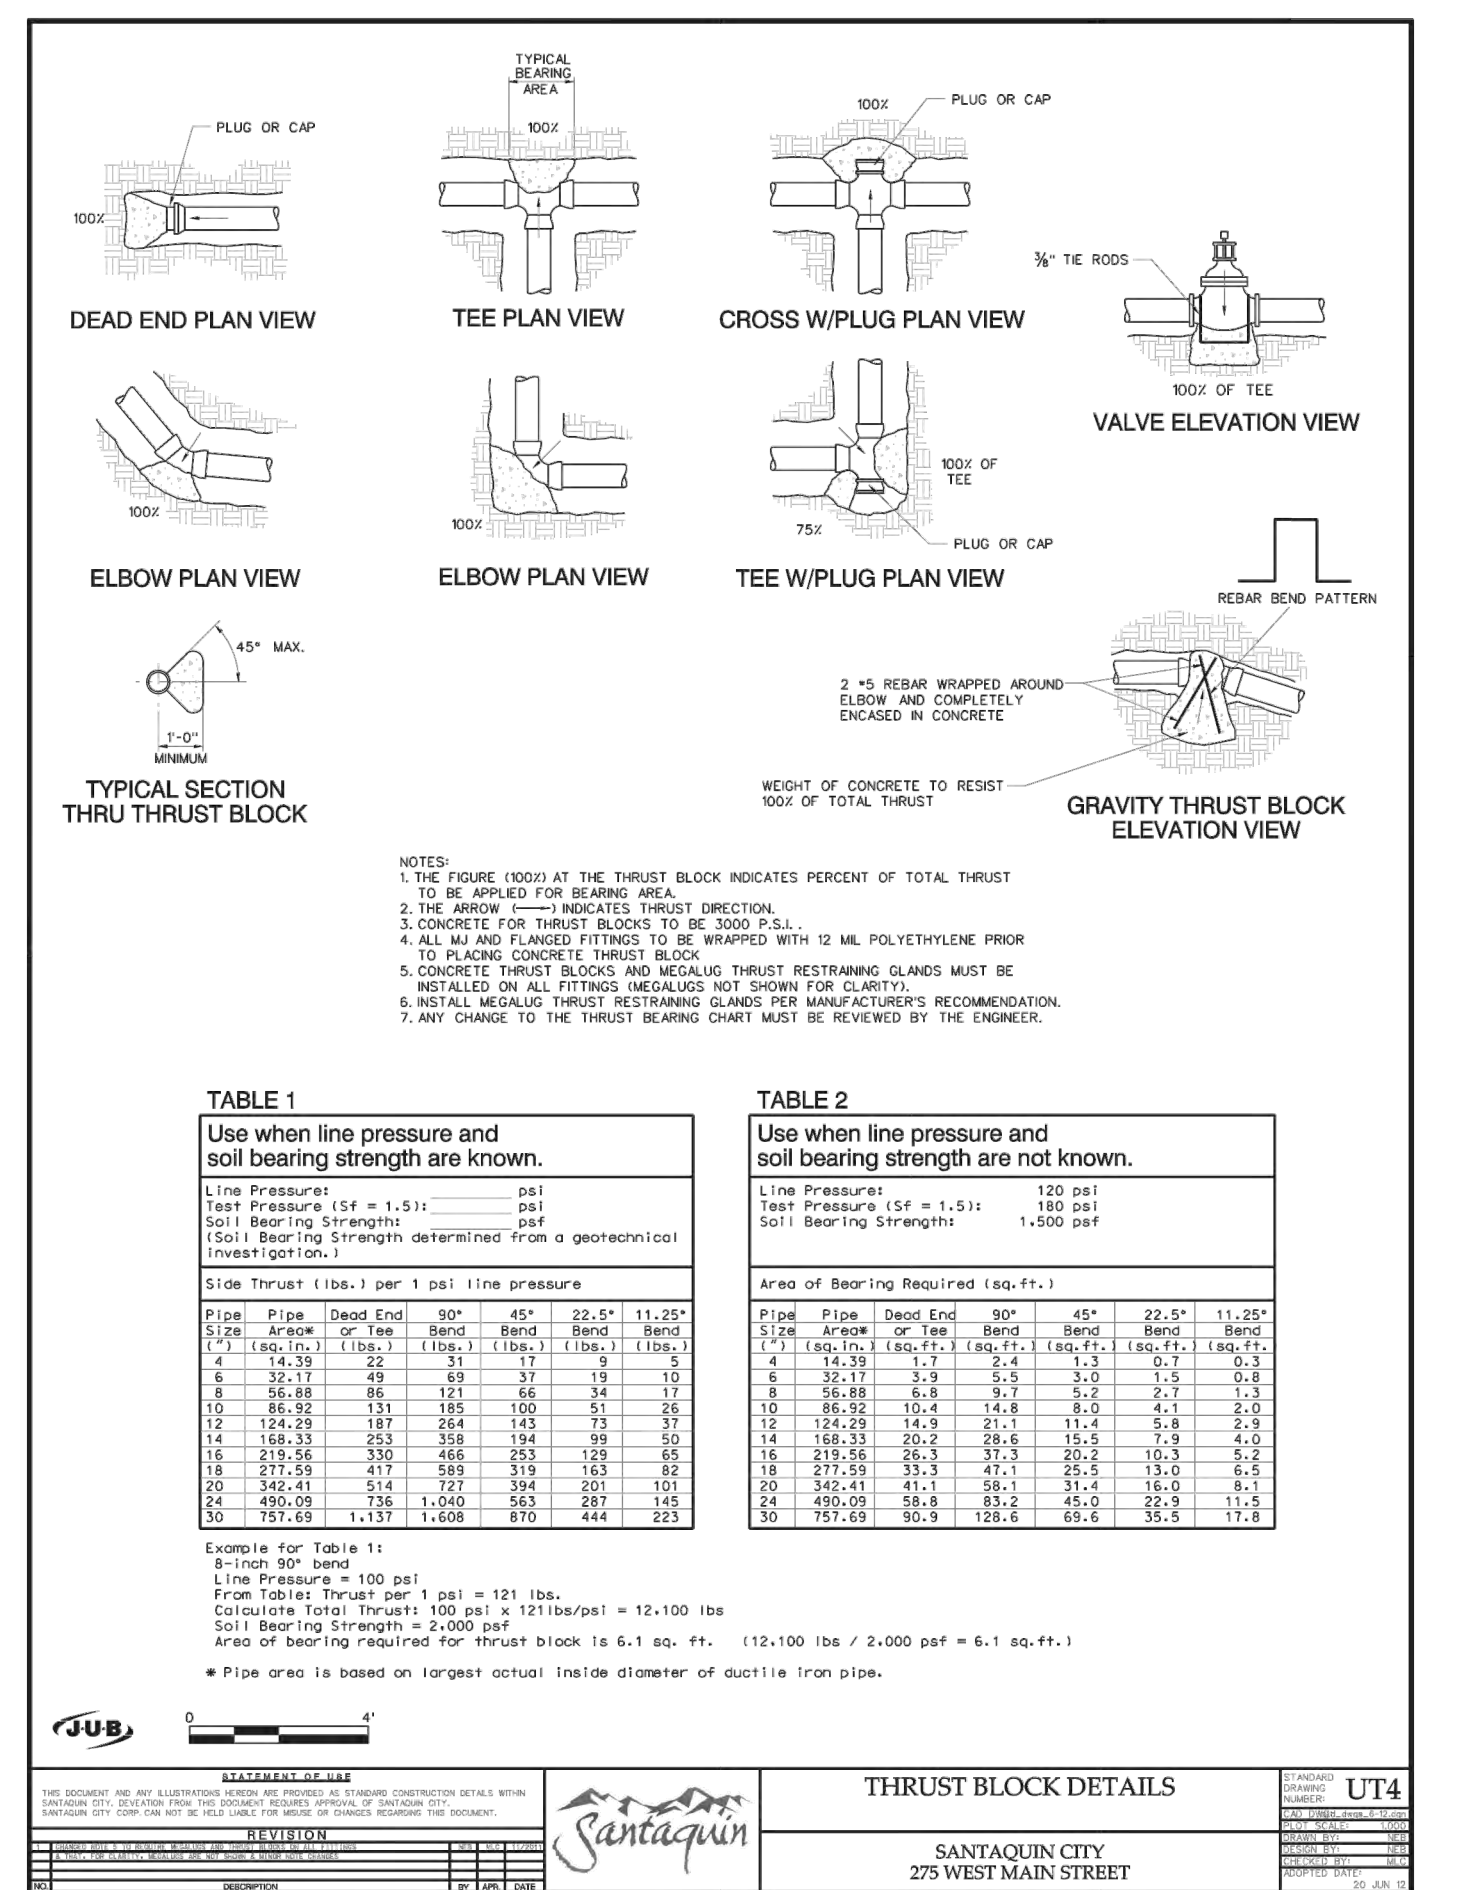 TYPICAL
BEARING
AREA
100%
PLUG OR CAP
100%
DEAD END PLAN VIEW
TEE PLAN VIEW
100%
PLUG OR CAP
CROSS W/PLUG PLAN VIEW
3/8" TIE RODS
100% OF TEE
VALVE ELEVATION VIEW
100%
ELBOW PLAN VIEW
100%
ELBOW PLAN VIEW
100% OF
TEE
75%
PLUG OR CAP
TEE W/PLUG PLAN VIEW
REBAR BEND PATTERN
45° MAX.
1'-0"
MINIMUM
TYPICAL SECTION
THRU THRUST BLOCK
2 #5 REBAR WRAPPED AROUND
ELBOW AND COMPLETELY
ENCASED IN CONCRETE
WEIGHT OF CONCRETE TO RESIST
100% OF TOTAL THRUST
GRAVITY THRUST BLOCK
ELEVATION VIEW
NOTES:
1. THE FIGURE (100%) AT THE THRUST BLOCK INDICATES PERCENT OF TOTAL THRUST
TO BE APPLIED FOR BEARING AREA.
2. THE ARROW (⟶) INDICATES THRUST DIRECTION.
3. CONCRETE FOR THRUST BLOCKS TO BE 3000 P.S.I. .
4. ALL MJ AND FLANGED FITTINGS TO BE WRAPPED WITH 12 MIL POLYETHYLENE PRIOR
TO PLACING CONCRETE THRUST BLOCK
5. CONCRETE THRUST BLOCKS AND MEGALUG THRUST RESTRAINING GLANDS MUST BE
INSTALLED ON ALL FITTINGS (MEGALUGS NOT SHOWN FOR CLARITY).
6. INSTALL MEGALUG THRUST RESTRAINING GLANDS PER MANUFACTURER'S RECOMMENDATION.
7. ANY CHANGE TO THE THRUST BEARING CHART MUST BE REVIEWED BY THE ENGINEER.
TABLE 1
Use when line pressure and
soil bearing strength are known.
Line Pressure: ________ psi
Test Pressure (Sf = 1.5): ________ psi
Soil Bearing Strength: ________ psf
(Soil Bearing Strength determined from a geotechnical
investigation.)
Side Thrust (lbs.) per 1 psi line pressure
Pipe Pipe Dead End 90° 45° 22.5° 11.25°
Size Area* or Tee Bend Bend Bend Bend
(") (sq.in.) (lbs.) (lbs.) (lbs.) (lbs.) (lbs.)
4 14.39 22 31 17 9 5
6 32.17 49 69 37 19 10
8 56.88 86 121 66 34 17
10 86.92 131 185 100 51 26
12 124.29 187 264 143 73 37
14 168.33 253 358 194 99 50
16 219.56 330 466 253 129 65
18 277.59 417 589 319 163 82
20 342.41 514 727 394 201 101
24 490.09 736 1,040 563 287 145
30 757.69 1,137 1,608 870 444 223
TABLE 2
Use when line pressure and
soil bearing strength are not known.
Line Pressure: 120 psi
Test Pressure (Sf = 1.5): 180 psi
Soil Bearing Strength: 1,500 psf
Area of Bearing Required (sq.ft.)
Pipe Pipe Dead End 90° 45° 22.5° 11.25°
Size Area* or Tee Bend Bend Bend Bend
(") (sq.in.) (sq.ft.) (sq.ft.) (sq.ft.) (sq.ft.) (sq.ft.
4 14.39 1.7 2.4 1.3 0.7 0.3
6 32.17 3.9 5.5 3.0 1.5 0.8
8 56.88 6.8 9.7 5.2 2.7 1.3
10 86.92 10.4 14.8 8.0 4.1 2.0
12 124.29 14.9 21.1 11.4 5.8 2.9
14 168.33 20.2 28.6 15.5 7.9 4.0
16 219.56 26.3 37.3 20.2 10.3 5.2
18 277.59 33.3 47.1 25.5 13.0 6.5
20 342.41 41.1 58.1 31.4 16.0 8.1
24 490.09 58.8 83.2 45.0 22.9 11.5
30 757.69 90.9 128.6 69.6 35.5 17.8
Example for Table 1:
8-inch 90° bend
Line Pressure = 100 psi
From Table: Thrust per 1 psi = 121 lbs.
Calculate Total Thrust: 100 psi x 121lbs/psi = 12,100 lbs
Soil Bearing Strength = 2,000 psf
Area of bearing required for thrust block is 6.1 sq. ft. (12,100 lbs / 2,000 psf = 6.1 sq.ft.)
* Pipe area is based on largest actual inside diameter of ductile iron pipe.
J-U-B
0 4'
STATEMENT OF USE
THIS DOCUMENT AND ANY ILLUSTRATIONS HEREON ARE PROVIDED AS STANDARD CONSTRUCTION DETAILS WITHIN
SANTAQUIN CITY. DEVEATION FROM THIS DOCUMENT REQUIRES APPROVAL OF SANTAQUIN CITY.
SANTAQUIN CITY CORP. CAN NOT BE HELD LIABLE FOR MISUSE OR CHANGES REGARDING THIS DOCUMENT.
REVISION
1 CHANGED NOTE 5 TO REQUIRE MEGALUGS AND THRUST BLOCKS ON ALL FITTINGS NEB MLC 11/2011
& THAT, FOR CLARITY, MEGALUGS ARE NOT SHOWN & MINOR NOTE CHANGES
NO. DESCRIPTION BY APR. DATE
Santaquin
THRUST BLOCK DETAILS
SANTAQUIN CITY
275 WEST MAIN STREET
STANDARD
DRAWING
NUMBER: UT4
PLOT SCALE: 1.000
DRAWN BY: NEB
DESIGN BY: NEB
CHECKED BY: MLC
ADOPTED DATE:
20 JUN 12